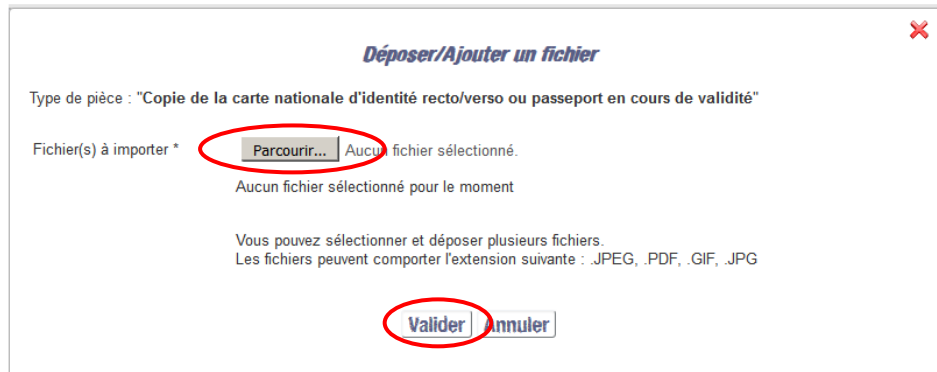 Déposer/Ajouter un fichier
Type de pièce : "Copie de la carte nationale d'identité recto/verso ou passeport en cours de validité"
Fichier(s) à importer * Parcourir... Aucun fichier sélectionné.
Aucun fichier sélectionné pour le moment
Vous pouvez sélectionner et déposer plusieurs fichiers.
Les fichiers peuvent comporter l'extension suivante : .JPEG, .PDF, .GIF, .JPG
Valider Annuler